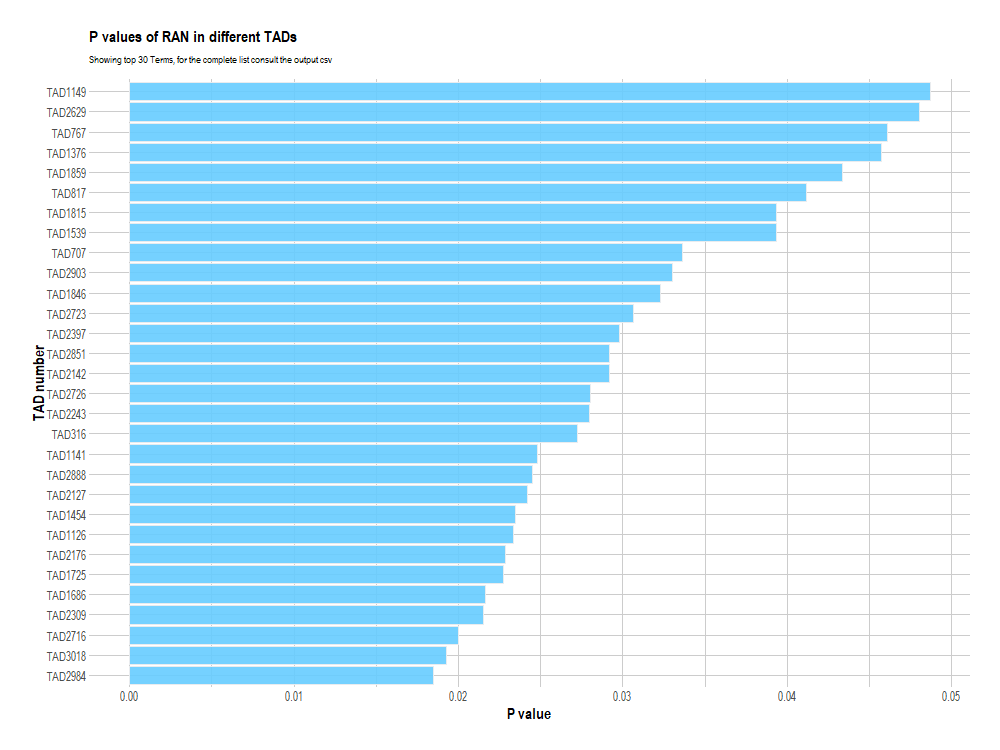 P values of RAN in different TADs
Showing top 30 Terms, for the complete list consult the output csv
TAD number
TAD1149
TAD2629
TAD767
TAD1376
TAD1859
TAD817
TAD1815
TAD1539
TAD707
TAD2903
TAD1846
TAD2723
TAD2397
TAD2851
TAD2142
TAD2726
TAD2243
TAD316
TAD1141
TAD2888
TAD2127
TAD1454
TAD1126
TAD2176
TAD1725
TAD1686
TAD2309
TAD2716
TAD3018
TAD2984
0.00 0.01 0.02 0.03 0.04 0.05
P value